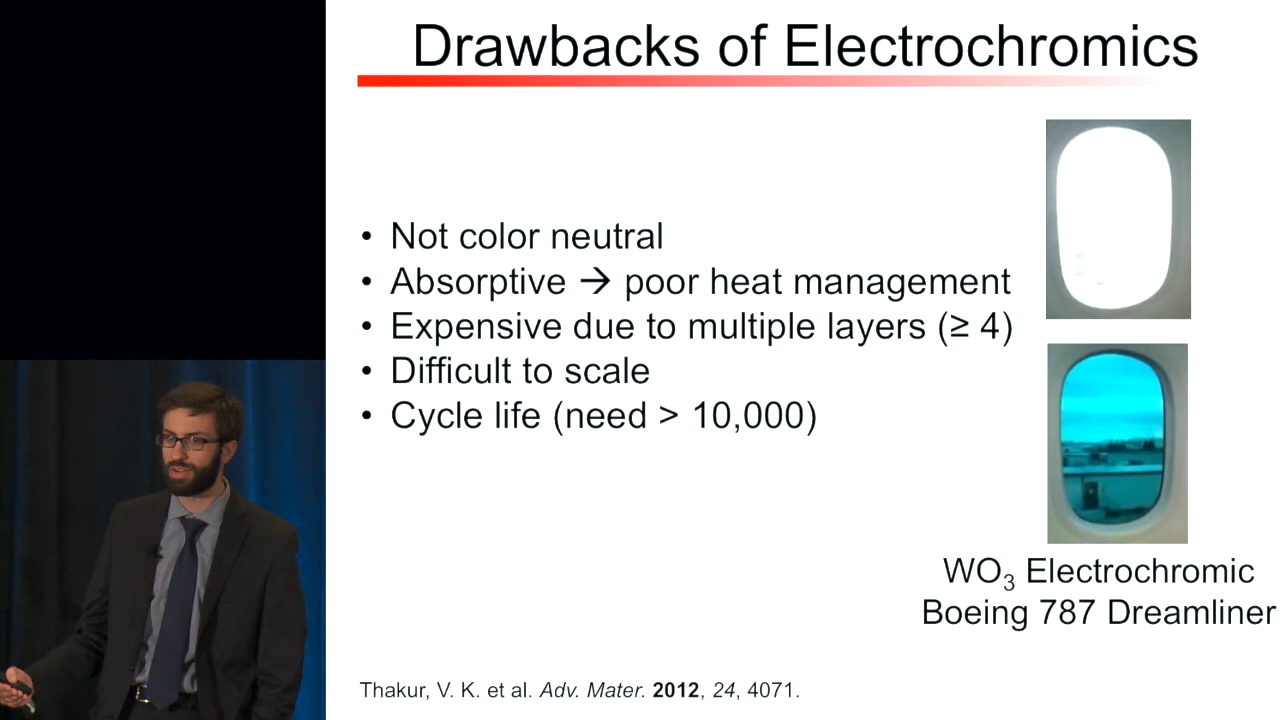 Drawbacks of Electrochromics
• Not color neutral
• Absorptive → poor heat management
• Expensive due to multiple layers (≥ 4)
• Difficult to scale
• Cycle life (need > 10,000)
WO₃ Electrochromic
Boeing 787 Dreamliner
Thakur, V. K. et al. Adv. Mater. 2012, 24, 4071.